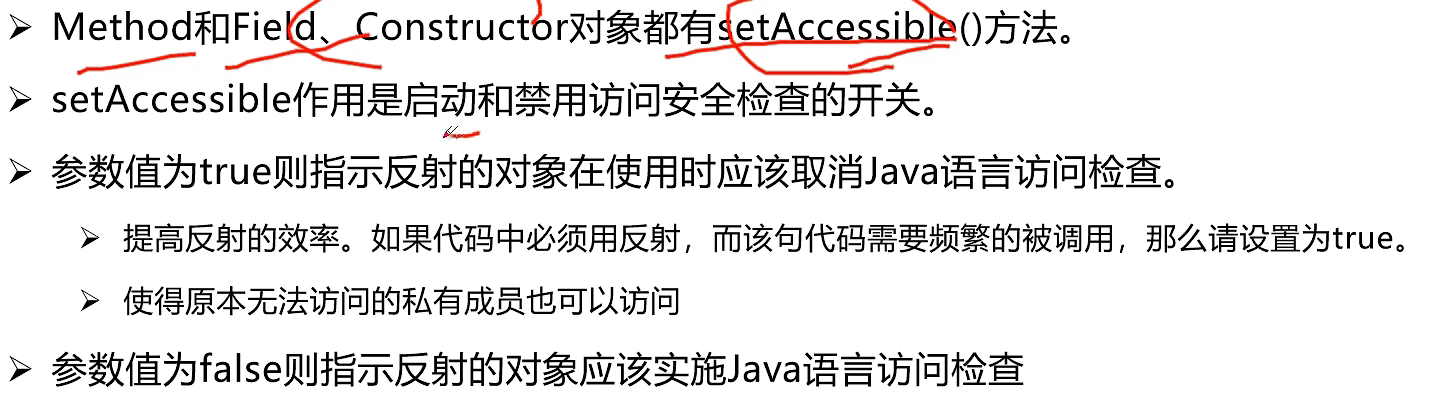 Method和Field、Constructor对象都有setAccessible()方法。
setAccessible作用是启动和禁用访问安全检查的开关。
参数值为true则指示反射的对象在使用时应该取消Java语言访问检查。
提高反射的效率。如果代码中必须用反射，而该句代码需要频繁的被调用，那么请设置为true。
使得原本无法访问的私有成员也可以访问
参数值为false则指示反射的对象应该实施Java语言访问检查